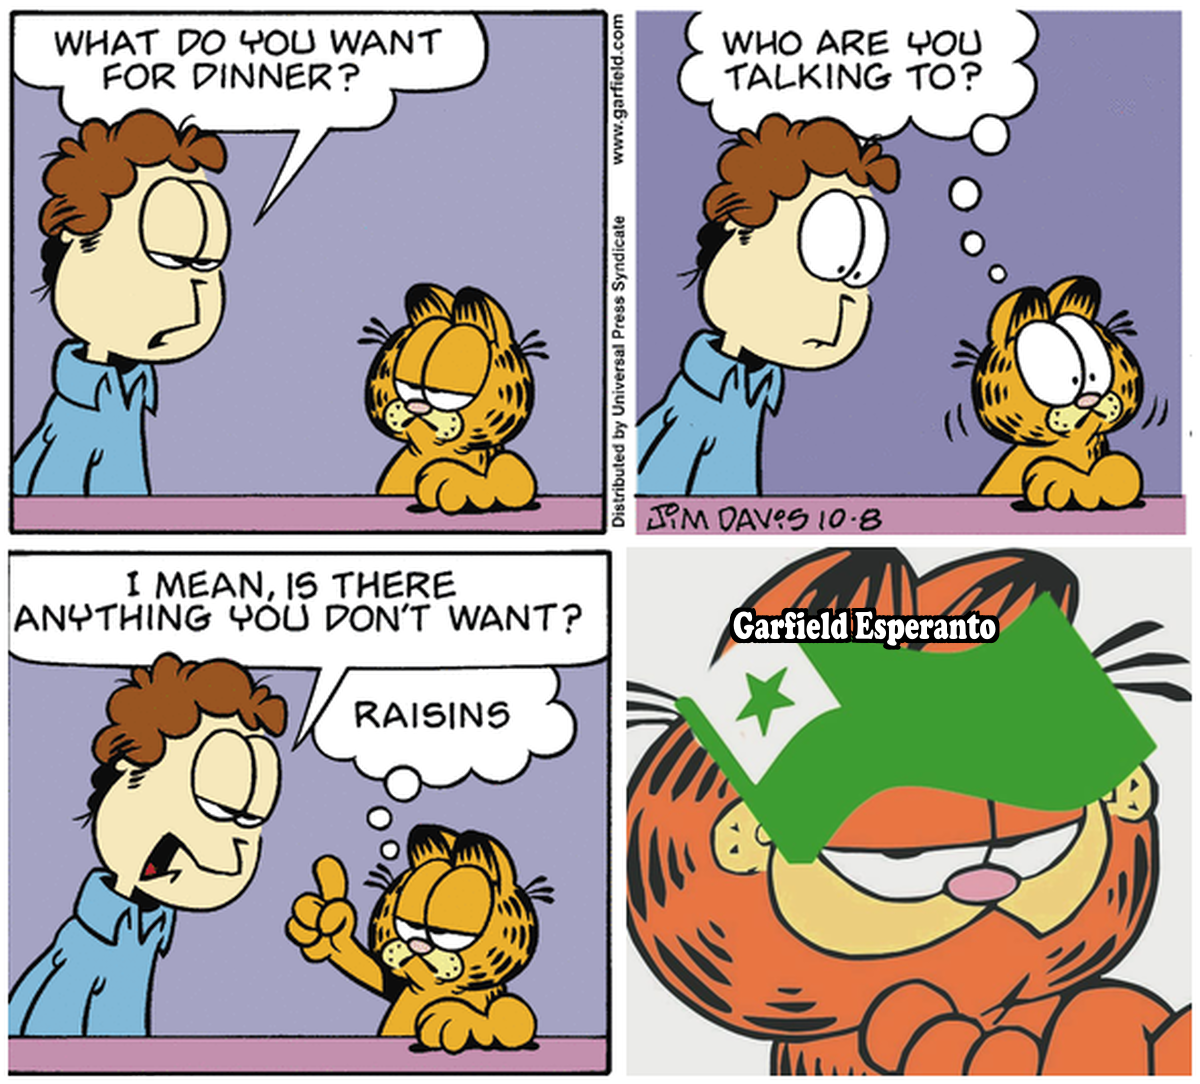 WHAT DO YOU WANT
FOR DINNER?
www.garfield.com
Distributed by Universal Press Syndicate
WHO ARE YOU
TALKING TO?
JiM DAViS 10-8
I MEAN, IS THERE
ANYTHING YOU DON'T WANT?
RAISINS
Garfield Esperanto